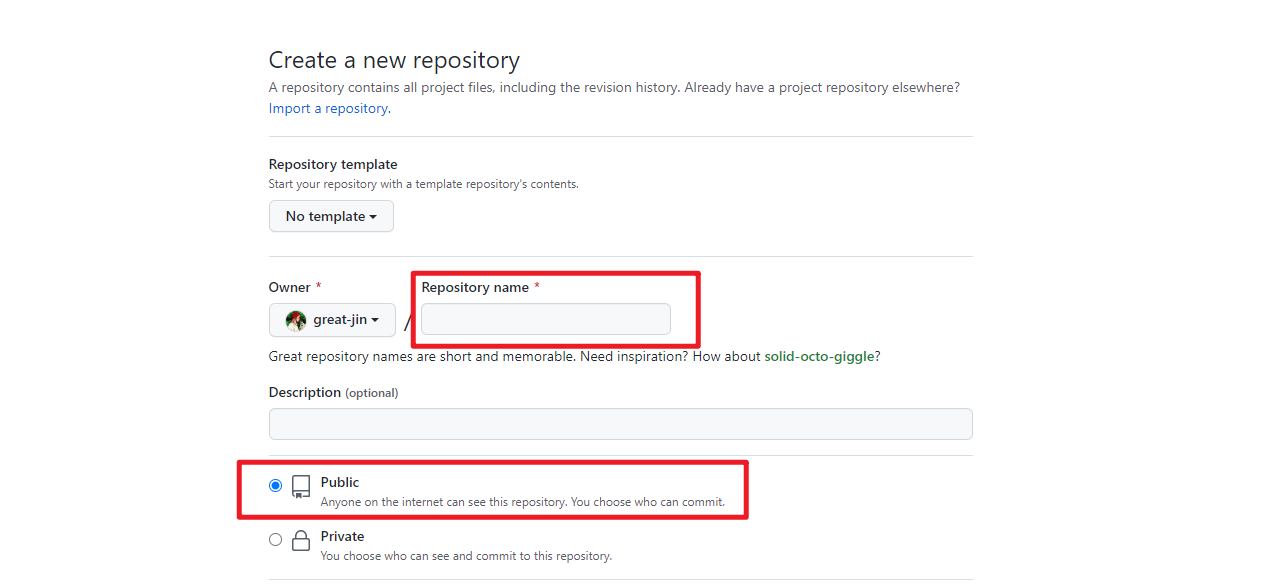 Create a new repository
A repository contains all project files, including the revision history. Already have a project repository elsewhere?
Import a repository.
Repository template
Start your repository with a template repository's contents.
No template
Owner *
Repository name *
great-jin
/
Great repository names are short and memorable. Need inspiration? How about solid-octo-giggle?
Description (optional)
Public
Anyone on the internet can see this repository. You choose who can commit.
Private
You choose who can see and commit to this repository.